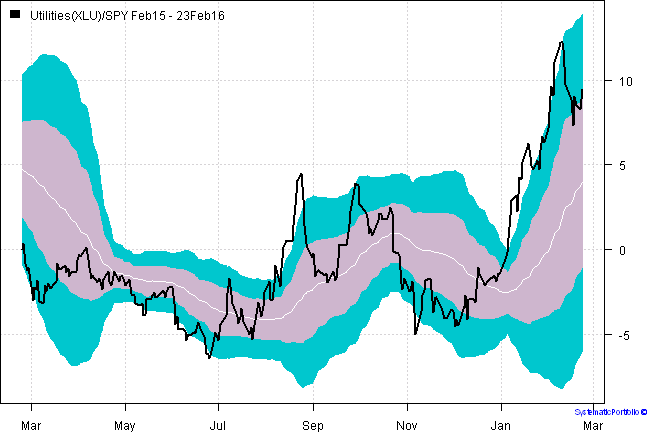 Utilities(XLU)/SPY Feb15 - 23Feb16
10
5
0
-5
Mar May Jul Sep Nov Jan Mar
SystematicPortfolio ©